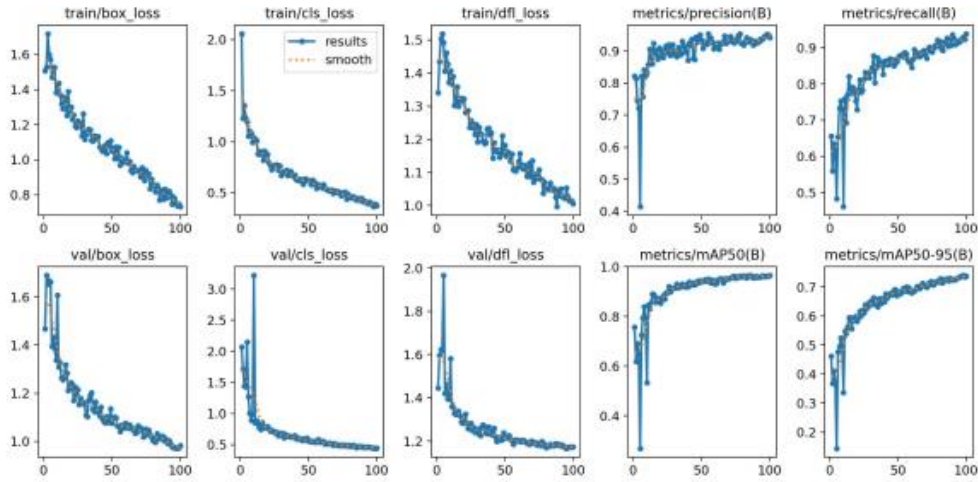 train/box_loss
1.6
1.4
1.2
1.0
0.8
0 50 100
train/cls_loss
results
smooth
2.0
1.5
1.0
0.5
0 50 100
train/dfl_loss
1.5
1.4
1.3
1.2
1.1
1.0
0 50 100
metrics/precision(B)
0.9
0.8
0.7
0.6
0.5
0.4
0 50 100
metrics/recall(B)
0.9
0.8
0.7
0.6
0.5
0 50 100
val/box_loss
1.6
1.4
1.2
1.0
0 50 100
val/cls_loss
3.0
2.5
2.0
1.5
1.0
0.5
0 50 100
val/dfl_loss
2.0
1.8
1.6
1.4
1.2
0 50 100
metrics/mAP50(B)
1.0
0.8
0.6
0.4
0 50 100
metrics/mAP50-95(B)
0.7
0.6
0.5
0.4
0.3
0.2
0 50 100